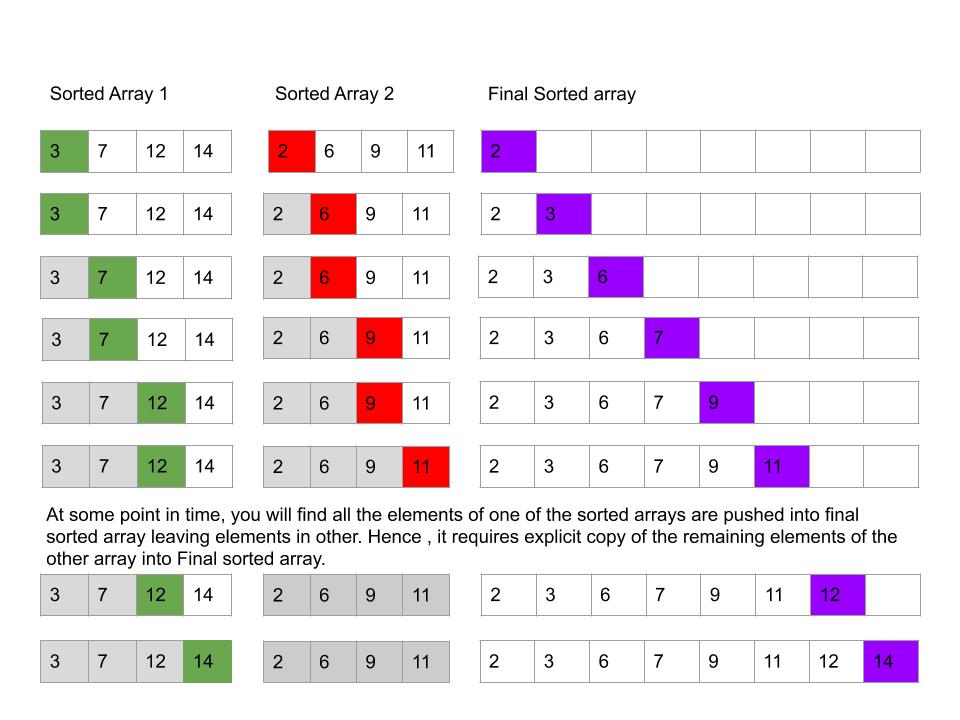 Sorted Array 1 Sorted Array 2 Final Sorted array
3 7 12 14 2 6 9 11 2
3 7 12 14 2 6 9 11 2 3
3 7 12 14 2 6 9 11 2 3 6
3 7 12 14 2 6 9 11 2 3 6 7
3 7 12 14 2 6 9 11 2 3 6 7 9
3 7 12 14 2 6 9 11 2 3 6 7 9 11
At some point in time, you will find all the elements of one of the sorted arrays are pushed into final
sorted array leaving elements in other. Hence , it requires explicit copy of the remaining elements of the
other array into Final sorted array.
3 7 12 14 2 6 9 11 2 3 6 7 9 11 12
3 7 12 14 2 6 9 11 2 3 6 7 9 11 12 14